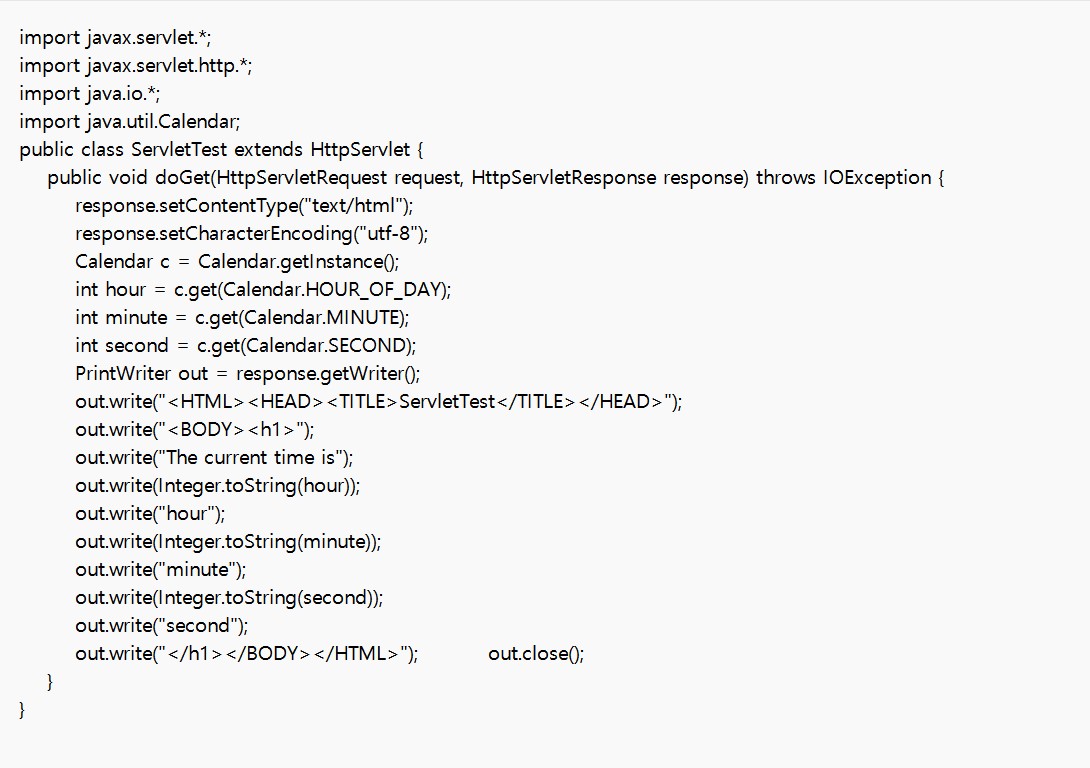 import javax.servlet.*;
import javax.servlet.http.*;
import java.io.*;
import java.util.Calendar;
public class ServletTest extends HttpServlet {
public void doGet(HttpServletRequest request, HttpServletResponse response) throws IOException {
response.setContentType("text/html");
response.setCharacterEncoding("utf-8");
Calendar c = Calendar.getInstance();
int hour = c.get(Calendar.HOUR_OF_DAY);
int minute = c.get(Calendar.MINUTE);
int second = c.get(Calendar.SECOND);
PrintWriter out = response.getWriter();
out.write("<HTML><HEAD><TITLE>ServletTest</TITLE></HEAD>");
out.write("<BODY><h1>");
out.write("The current time is");
out.write(Integer.toString(hour));
out.write("hour");
out.write(Integer.toString(minute));
out.write("minute");
out.write(Integer.toString(second));
out.write("second");
out.write("</h1></BODY></HTML>"); out.close();
}
}